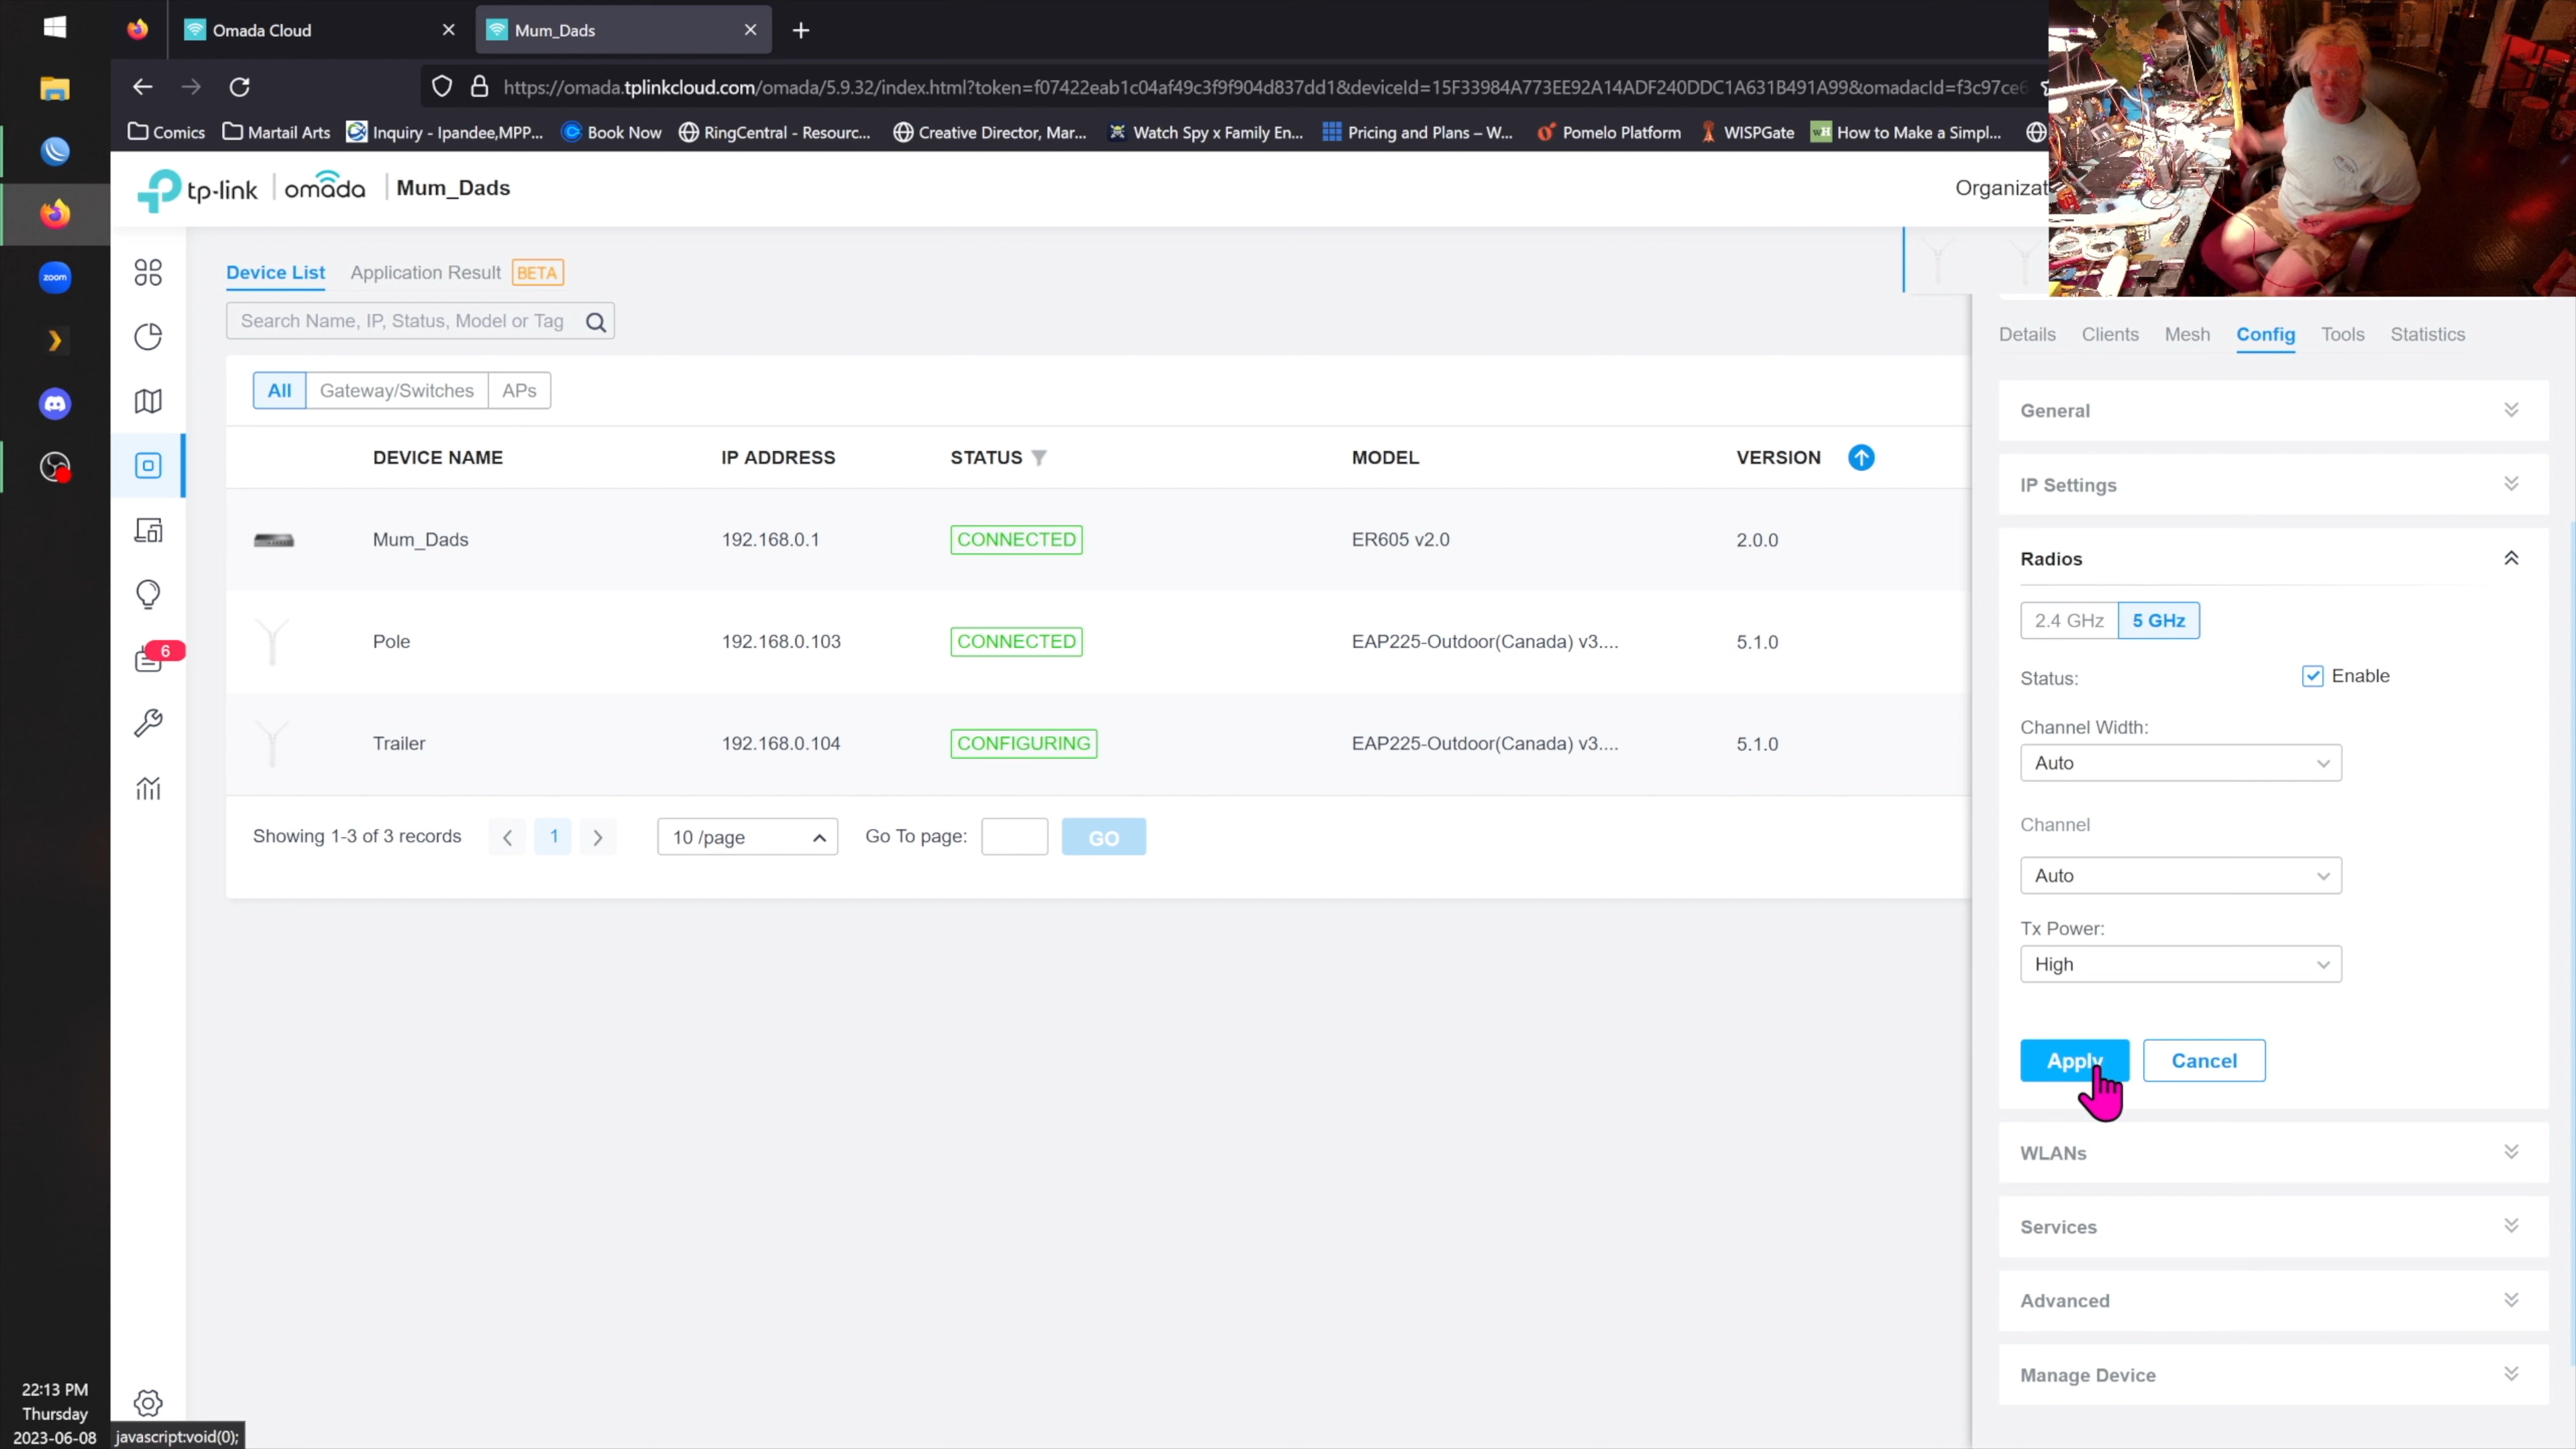 Omada Cloud
Mum_Dads
https://omada.tplinkcloud.com/omada/5.9.32/index.html?token=f07422eab1c04af49c3f9f904d837dd1&deviceId=15F33984A773EE92A14ADF240DDC1A631B491A99&omadacId=f3c97ce6
Comics
Martail Arts
Inquiry - Ipandee,MPP...
Book Now
RingCentral - Resourc...
Creative Director, Mar...
Watch Spy x Family En...
Pricing and Plans – W...
Pomelo Platform
WISPGate
How to Make a Simpl...
zoom
tp-link | omada | Mum_Dads
Organizat
Device List
Application Result BETA
Search Name, IP, Status, Model or Tag
All Gateway/Switches APs
DEVICE NAME IP ADDRESS STATUS MODEL VERSION
Mum_Dads 192.168.0.1 CONNECTED ER605 v2.0 2.0.0
Pole 192.168.0.103 CONNECTED EAP225-Outdoor(Canada) v3.... 5.1.0
Trailer 192.168.0.104 CONFIGURING EAP225-Outdoor(Canada) v3.... 5.1.0
Showing 1-3 of 3 records 1 10 /page Go To page: GO
6
Details Clients Mesh Config Tools Statistics
General
IP Settings
Radios
2.4 GHz 5 GHz
Status: Enable
Channel Width:
Auto
Channel
Auto
Tx Power:
High
Apply Cancel
WLANs
Services
Advanced
Manage Device
22:13 PM
Thursday
2023-06-08
javascript:void(0);